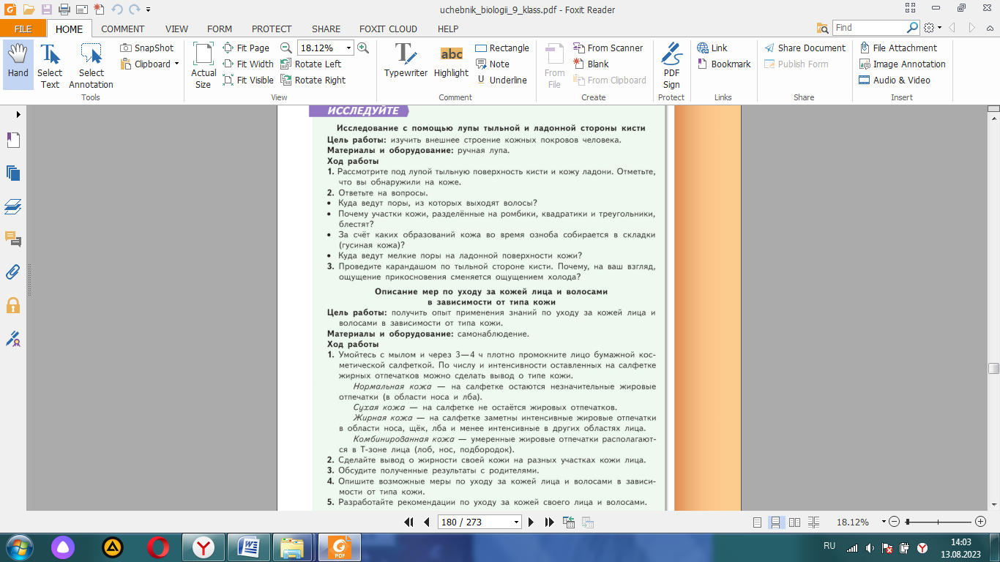 uchebnik_biologii_9_klass.pdf - Foxit Reader
FILE HOME COMMENT VIEW FORM PROTECT SHARE FOXIT CLOUD HELP Find
Hand
Select Text
Select Annotation
SnapShot
Clipboard
Tools
Actual Size
Fit Page
Fit Width
Fit Visible
18.12%
Rotate Left
Rotate Right
View
Typewriter
Highlight
Rectangle
Note
Underline
Comment
From File
From Scanner
Blank
From Clipboard
Create
PDF Sign
Protect
Link
Bookmark
Links
Share Document
Publish Form
Share
File Attachment
Image Annotation
Audio & Video
Insert
ИССЛЕДУЙТЕ
Исследование с помощью лупы тыльной и ладонной стороны кисти
Цель работы: изучить внешнее строение кожных покровов человека.
Материалы и оборудование: ручная лупа.
Ход работы
1. Рассмотрите под лупой тыльную поверхность кисти и кожу ладони. Отметьте,
что вы обнаружили на коже.
2. Ответьте на вопросы.
• Куда ведут поры, из которых выходят волосы?
• Почему участки кожи, разделённые на ромбики, квадратики и треугольники,
блестят?
• За счёт каких образований кожа во время озноба собирается в складки
(гусиная кожа)?
• Куда ведут мелкие поры на ладонной поверхности кожи?
3. Проведите карандашом по тыльной стороне кисти. Почему, на ваш взгляд,
ощущение прикосновения сменяется ощущением холода?
Описание мер по уходу за кожей лица и волосами
в зависимости от типа кожи
Цель работы: получить опыт применения знаний по уходу за кожей лица и
волосами в зависимости от типа кожи.
Материалы и оборудование: самонаблюдение.
Ход работы
1. Умойтесь с мылом и через 3—4 ч плотно промокните лицо бумажной кос-
метической салфеткой. По числу и интенсивности оставленных на салфетке
жирных отпечатков можно сделать вывод о типе кожи.
Нормальная кожа — на салфетке остаются незначительные жировые
отпечатки (в области носа и лба).
Сухая кожа — на салфетке не остаётся жировых отпечатков.
Жирная кожа — на салфетке заметны интенсивные жировые отпечатки
в области носа, щёк, лба и менее интенсивные в других областях лица.
Комбинированная кожа — умеренные жировые отпечатки располагают-
ся в Т-зоне лица (лоб, нос, подбородок).
2. Сделайте вывод о жирности своей кожи на разных участках кожи лица.
3. Обсудите полученные результаты с родителями.
4. Опишите возможные меры по уходу за кожей лица и волосами в зависи-
мости от типа кожи.
5. Разработайте рекомендации по уходу за кожей своего лица и волосами.
180 / 273
18.12%
RU
14:03
13.08.2023